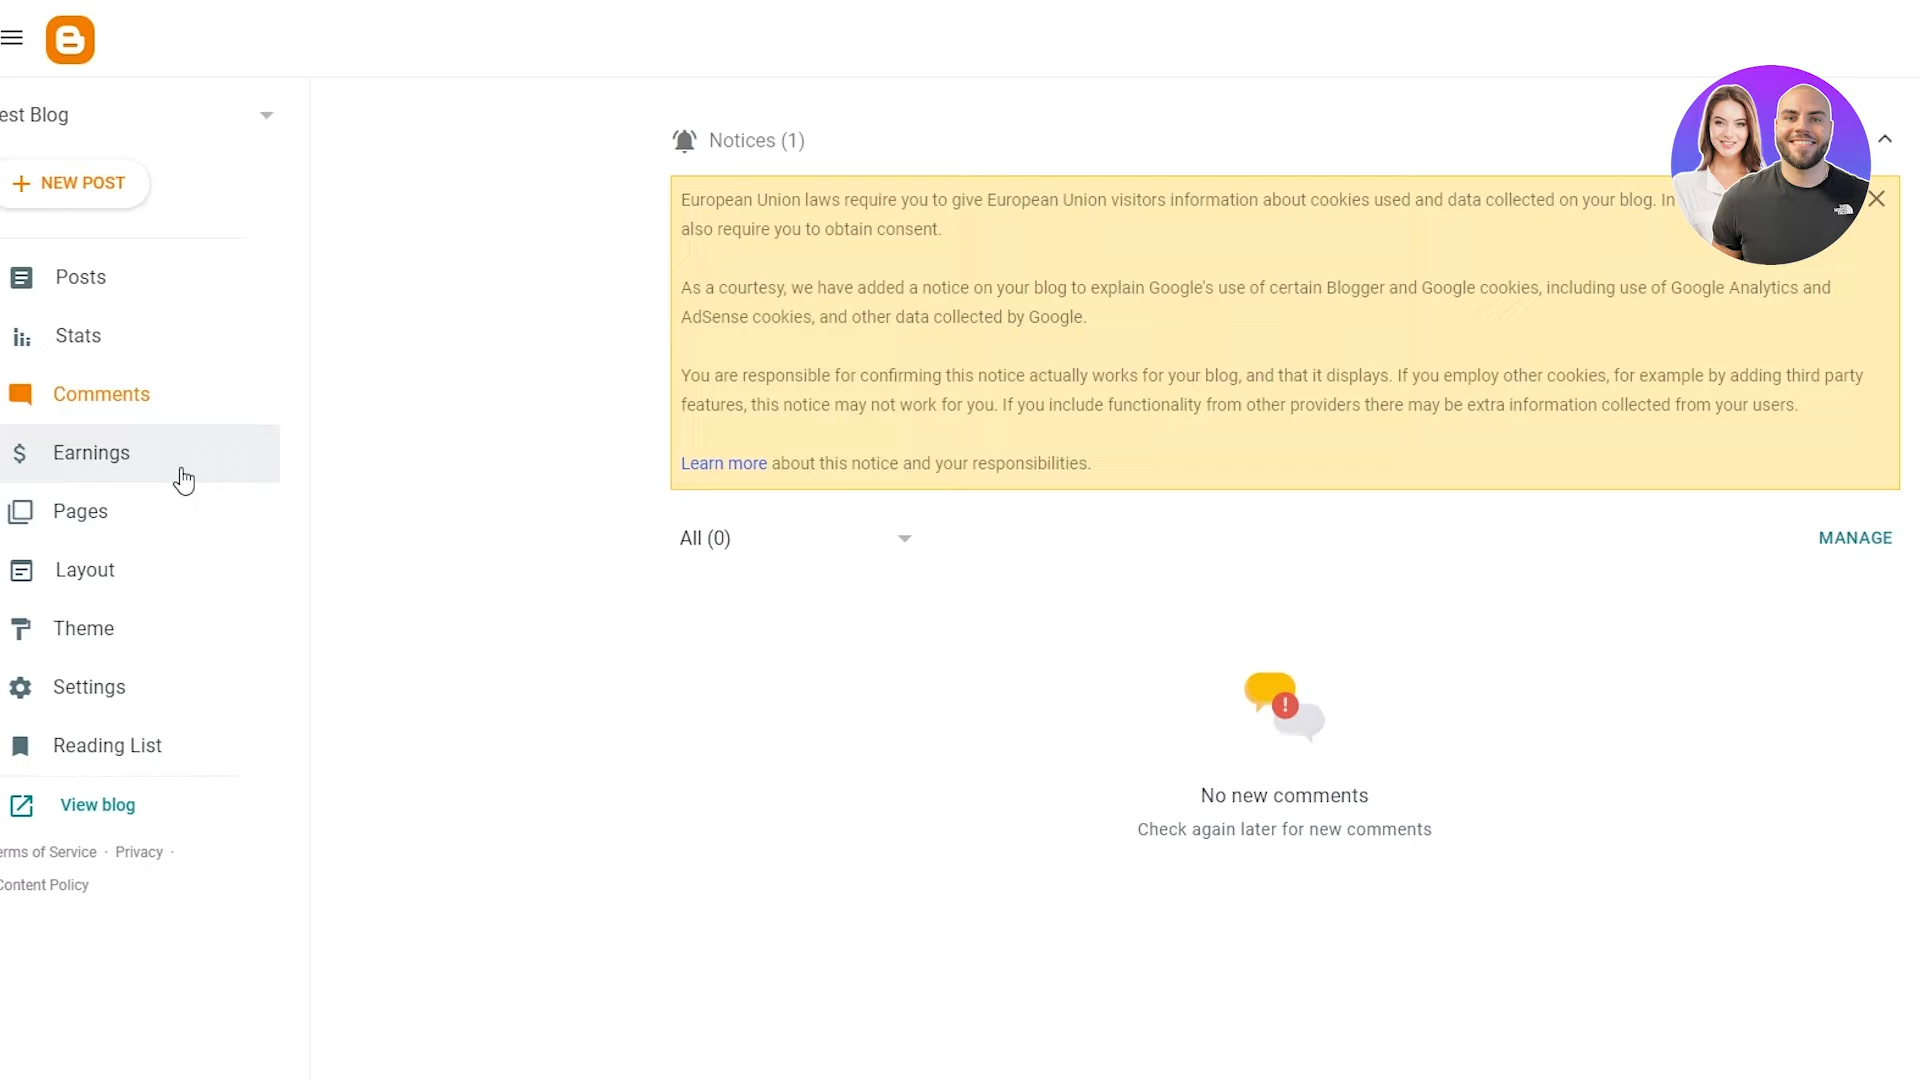 est Blog
NEW POST
Posts
Stats
Comments
Earnings
Pages
Layout
Theme
Settings
Reading List
View blog
erms of Service · Privacy ·
Content Policy
Notices (1)
European Union laws require you to give European Union visitors information about cookies used and data collected on your blog. In
also require you to obtain consent.
As a courtesy, we have added a notice on your blog to explain Google's use of certain Blogger and Google cookies, including use of Google Analytics and
AdSense cookies, and other data collected by Google.
You are responsible for confirming this notice actually works for your blog, and that it displays. If you employ other cookies, for example by adding third party
features, this notice may not work for you. If you include functionality from other providers there may be extra information collected from your users.
Learn more about this notice and your responsibilities.
All (0)
MANAGE
No new comments
Check again later for new comments